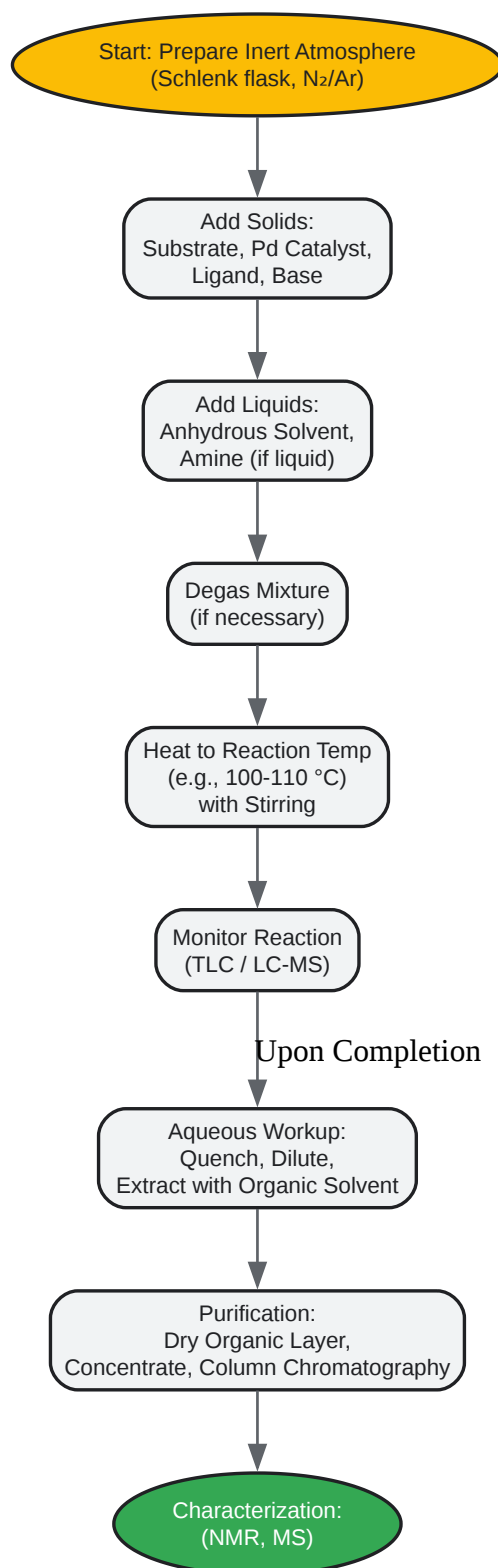 Start: Prepare Inert Atmosphere
(Schlenk flask, N₂/Ar)
Add Solids:
Substrate, Pd Catalyst,
Ligand, Base
Add Liquids:
Anhydrous Solvent,
Amine (if liquid)
Degas Mixture
(if necessary)
Heat to Reaction Temp
(e.g., 100-110 °C)
with Stirring
Monitor Reaction
(TLC / LC-MS)
Upon Completion
Aqueous Workup:
Quench, Dilute,
Extract with Organic Solvent
Purification:
Dry Organic Layer,
Concentrate, Column Chromatography
Characterization:
(NMR, MS)